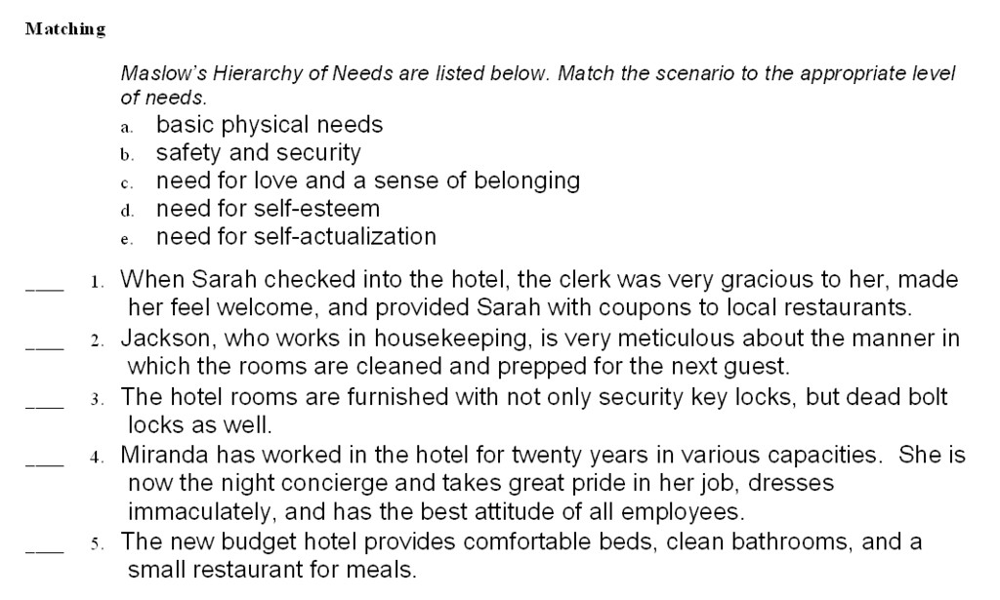 Matching
Maslow's Hierarchy of Needs are listed below. Match the scenario to the appropriate level
of needs.
a. basic physical needs
b. safety and security
c. need for love and a sense of belonging
d. need for self-esteem
e. need for self-actualization
____ 1. When Sarah checked into the hotel, the clerk was very gracious to her, made
her feel welcome, and provided Sarah with coupons to local restaurants.
____ 2. Jackson, who works in housekeeping, is very meticulous about the manner in
which the rooms are cleaned and prepped for the next guest.
____ 3. The hotel rooms are furnished with not only security key locks, but dead bolt
locks as well.
____ 4. Miranda has worked in the hotel for twenty years in various capacities. She is
now the night concierge and takes great pride in her job, dresses
immaculately, and has the best attitude of all employees.
____ 5. The new budget hotel provides comfortable beds, clean bathrooms, and a
small restaurant for meals.